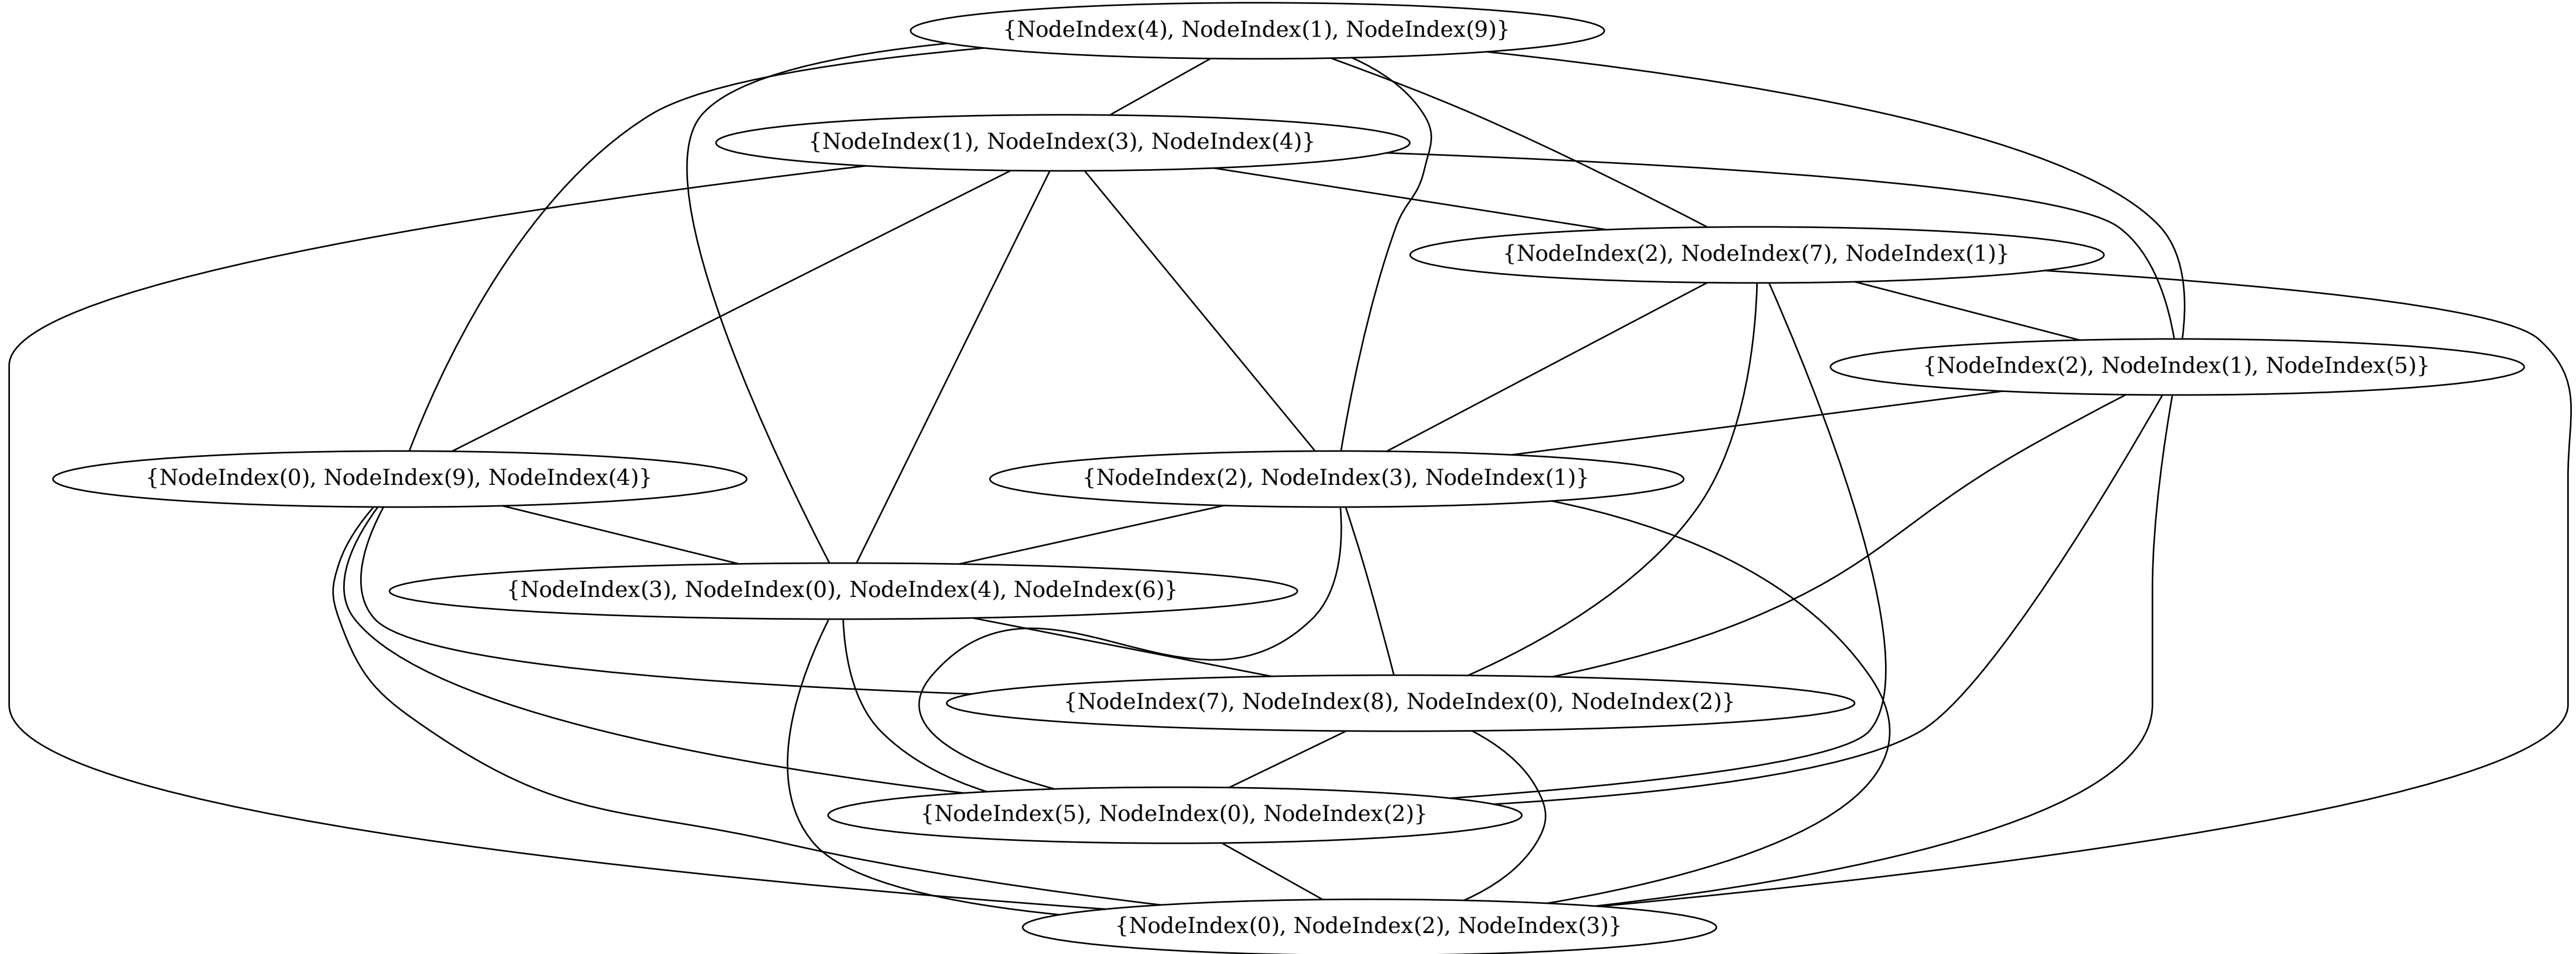 {NodeIndex(4), NodeIndex(1), NodeIndex(9)}
{NodeIndex(1), NodeIndex(3), NodeIndex(4)}
{NodeIndex(2), NodeIndex(7), NodeIndex(1)}
{NodeIndex(2), NodeIndex(1), NodeIndex(5)}
{NodeIndex(0), NodeIndex(9), NodeIndex(4)}
{NodeIndex(2), NodeIndex(3), NodeIndex(1)}
{NodeIndex(3), NodeIndex(0), NodeIndex(4), NodeIndex(6)}
{NodeIndex(7), NodeIndex(8), NodeIndex(0), NodeIndex(2)}
{NodeIndex(5), NodeIndex(0), NodeIndex(2)}
{NodeIndex(0), NodeIndex(2), NodeIndex(3)}